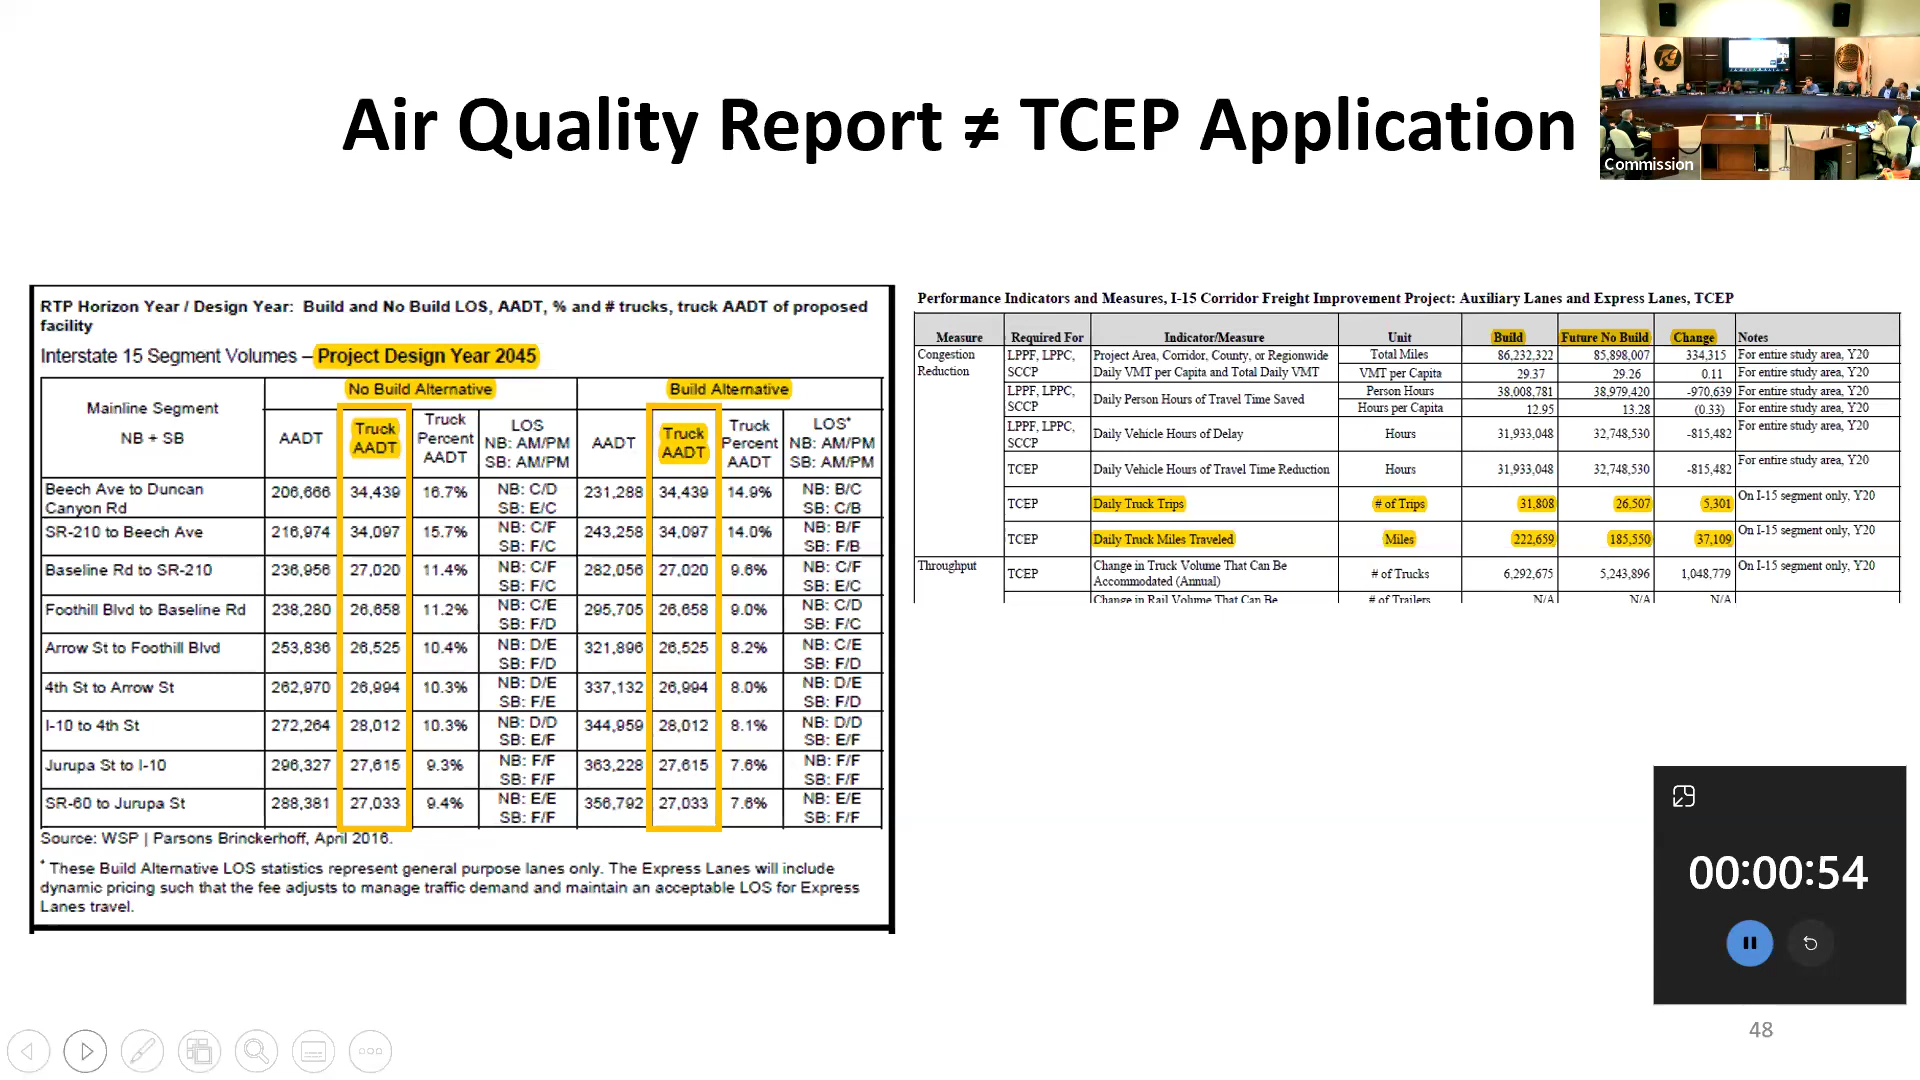 Air Quality Report ≠ TCEP Application
Commission
RTP Horizon Year / Design Year: Build and No Build LOS, AADT, % and # trucks, truck AADT of proposed
facility
Interstate 15 Segment Volumes – Project Design Year 2045
Mainline Segment NB + SB | No Build Alternative | Build Alternative
AADT | Truck AADT | Truck Percent AADT | LOS NB: AM/PM SB: AM/PM | AADT | Truck AADT | Truck Percent AADT | LOS* NB: AM/PM SB: AM/PM
Beech Ave to Duncan Canyon Rd | 206,666 | 34,439 | 16.7% | NB: C/D SB: E/C | 231,288 | 34,439 | 14.9% | NB: B/C SB: C/B
SR-210 to Beech Ave | 216,974 | 34,097 | 15.7% | NB: C/F SB: F/C | 243,258 | 34,097 | 14.0% | NB: B/F SB: F/B
Baseline Rd to SR-210 | 236,956 | 27,020 | 11.4% | NB: C/F SB: F/C | 282,056 | 27,020 | 9.6% | NB: C/F SB: E/C
Foothill Blvd to Baseline Rd | 238,280 | 26,658 | 11.2% | NB: C/E SB: F/D | 295,705 | 26,658 | 9.0% | NB: C/D SB: F/C
Arrow St to Foothill Blvd | 253,836 | 26,525 | 10.4% | NB: D/E SB: F/D | 321,896 | 26,525 | 8.2% | NB: C/E SB: F/D
4th St to Arrow St | 262,970 | 26,994 | 10.3% | NB: D/E SB: F/E | 337,132 | 26,994 | 8.0% | NB: D/E SB: F/D
I-10 to 4th St | 272,264 | 28,012 | 10.3% | NB: D/D SB: E/F | 344,959 | 28,012 | 8.1% | NB: D/D SB: E/F
Jurupa St to I-10 | 296,327 | 27,615 | 9.3% | NB: F/F SB: F/F | 363,228 | 27,615 | 7.6% | NB: F/F SB: F/F
SR-60 to Jurupa St | 288,381 | 27,033 | 9.4% | NB: E/E SB: F/F | 356,792 | 27,033 | 7.6% | NB: E/E SB: F/F
Source: WSP | Parsons Brinckerhoff, April 2016.
* These Build Alternative LOS statistics represent general purpose lanes only. The Express Lanes will include
dynamic pricing such that the fee adjusts to manage traffic demand and maintain an acceptable LOS for Express
Lanes travel.
Performance Indicators and Measures, I-15 Corridor Freight Improvement Project: Auxiliary Lanes and Express Lanes, TCEP
Measure | Required For | Indicator/Measure | Unit | Build | Future No Build | Change | Notes
Congestion Reduction | LPPF, LPPC, SCCP | Project Area, Corridor, County, or Regionwide Daily VMT per Capita and Total Daily VMT | Total Miles | 86,232,322 | 85,898,007 | 334,315 | For entire study area, Y20
VMT per Capita | 29.37 | 29.26 | 0.11 | For entire study area, Y20
LPPF, LPPC, SCCP | Daily Person Hours of Travel Time Saved | Person Hours | 38,008,781 | 38,979,420 | -970,639 | For entire study area, Y20
Hours per Capita | 12.95 | 13.28 | (0.33) | For entire study area, Y20
LPPF, LPPC, SCCP | Daily Vehicle Hours of Delay | Hours | 31,933,048 | 32,748,530 | -815,482 | For entire study area, Y20
TCEP | Daily Vehicle Hours of Travel Time Reduction | Hours | 31,933,048 | 32,748,530 | -815,482 | For entire study area, Y20
TCEP | Daily Truck Trips | # of Trips | 31,808 | 26,507 | 5,301 | On I-15 segment only, Y20
TCEP | Daily Truck Miles Traveled | Miles | 222,659 | 185,550 | 37,109 | On I-15 segment only, Y20
Throughput | TCEP | Change in Truck Volume That Can Be Accommodated (Annual) | # of Trucks | 6,292,675 | 5,243,896 | 1,048,779 | On I-15 segment only, Y20
Change in Rail Volume That Can Be | # of Trailers | N/A | N/A | N/A
00:00:54
48